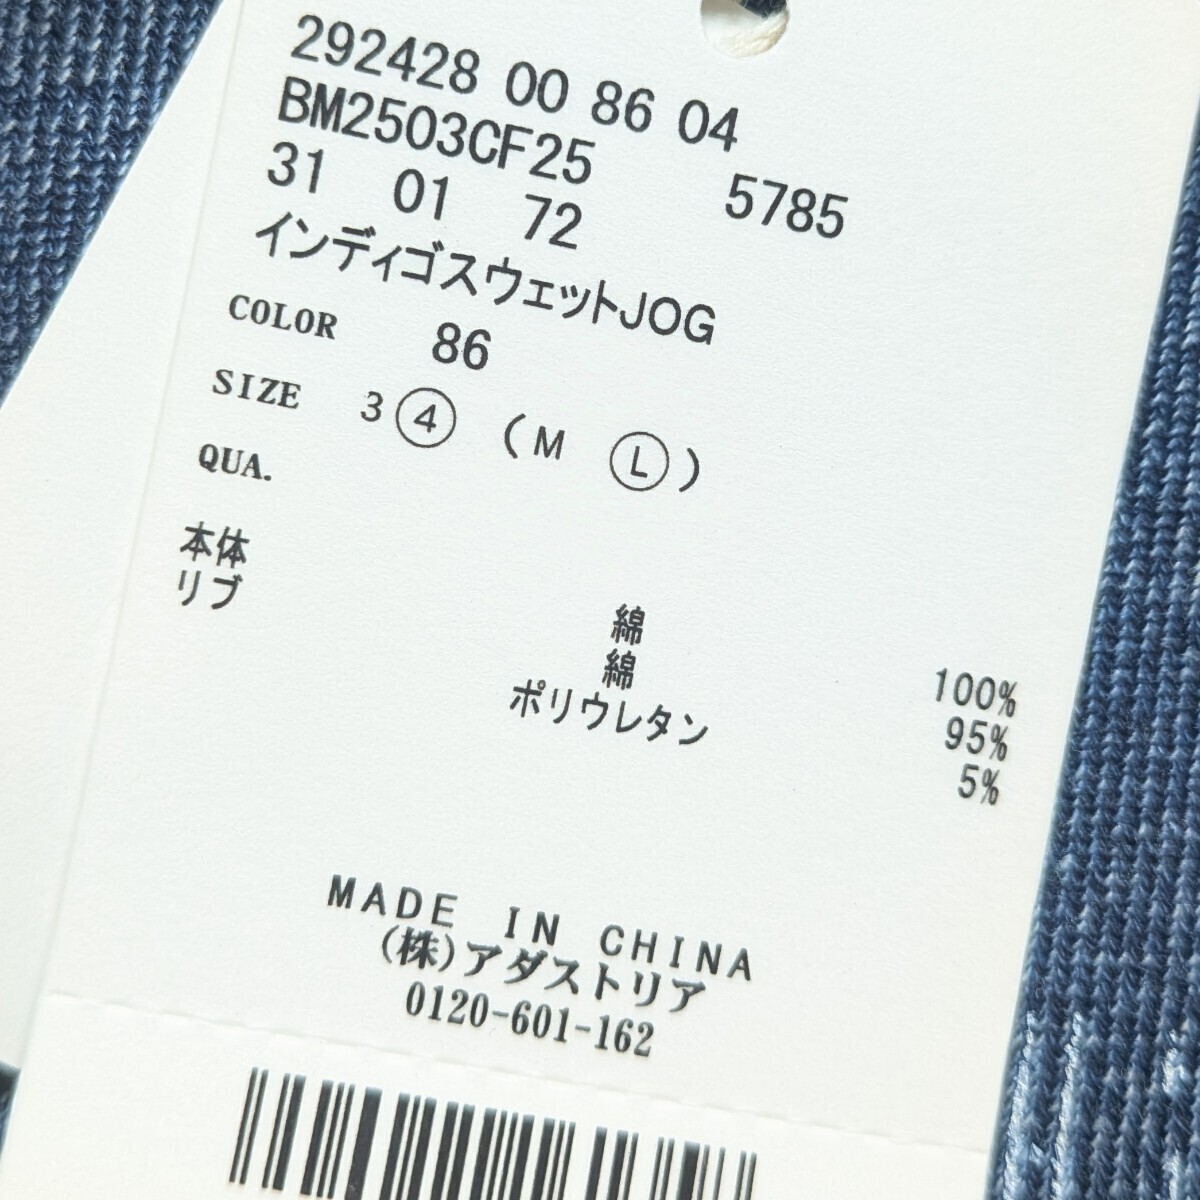 292428 00 86 04
BM2503CF25 5785
31 01 72
インディゴスウェットJOG
COLOR 86
SIZE 3 ④ (M Ⓛ)
QUA.
本体 綿 100%
リブ 綿 95%
ポリウレタン 5%
MADE IN CHINA
(株)アダストリア
0120-601-162